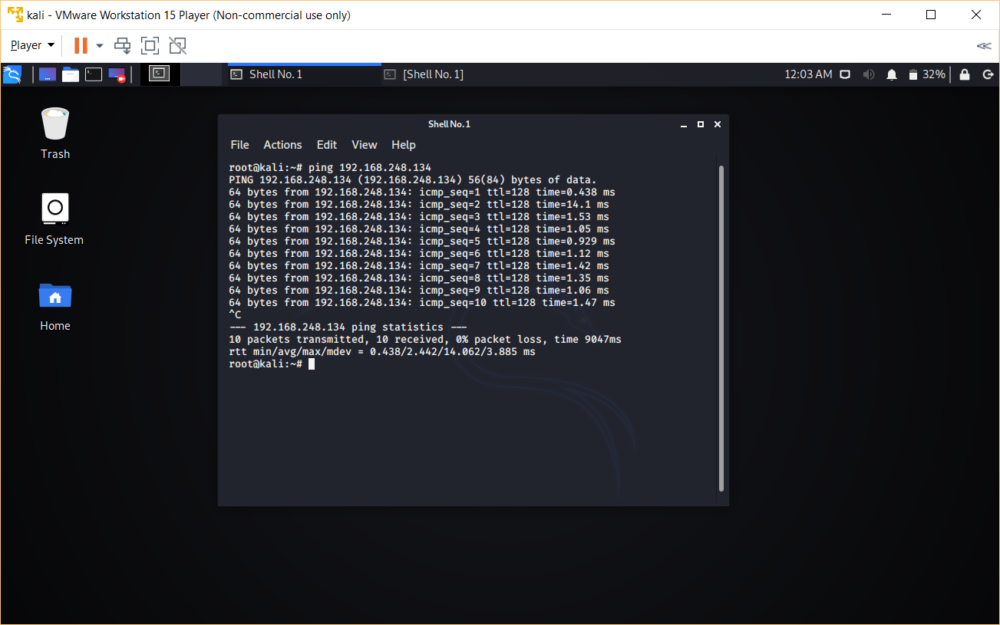 kali - VMware Workstation 15 Player (Non-commercial use only)
Player
Shell No. 1
[Shell No. 1]
12:03 AM
32%
Trash
File System
Home
Shell No. 1
File Actions Edit View Help
root@kali:~# ping 192.168.248.134
PING 192.168.248.134 (192.168.248.134) 56(84) bytes of data.
64 bytes from 192.168.248.134: icmp_seq=1 ttl=128 time=0.438 ms
64 bytes from 192.168.248.134: icmp_seq=2 ttl=128 time=14.1 ms
64 bytes from 192.168.248.134: icmp_seq=3 ttl=128 time=1.53 ms
64 bytes from 192.168.248.134: icmp_seq=4 ttl=128 time=1.05 ms
64 bytes from 192.168.248.134: icmp_seq=5 ttl=128 time=0.929 ms
64 bytes from 192.168.248.134: icmp_seq=6 ttl=128 time=1.12 ms
64 bytes from 192.168.248.134: icmp_seq=7 ttl=128 time=1.42 ms
64 bytes from 192.168.248.134: icmp_seq=8 ttl=128 time=1.35 ms
64 bytes from 192.168.248.134: icmp_seq=9 ttl=128 time=1.06 ms
64 bytes from 192.168.248.134: icmp_seq=10 ttl=128 time=1.47 ms
^C
--- 192.168.248.134 ping statistics ---
10 packets transmitted, 10 received, 0% packet loss, time 9047ms
rtt min/avg/max/mdev = 0.438/2.442/14.062/3.885 ms
root@kali:~#